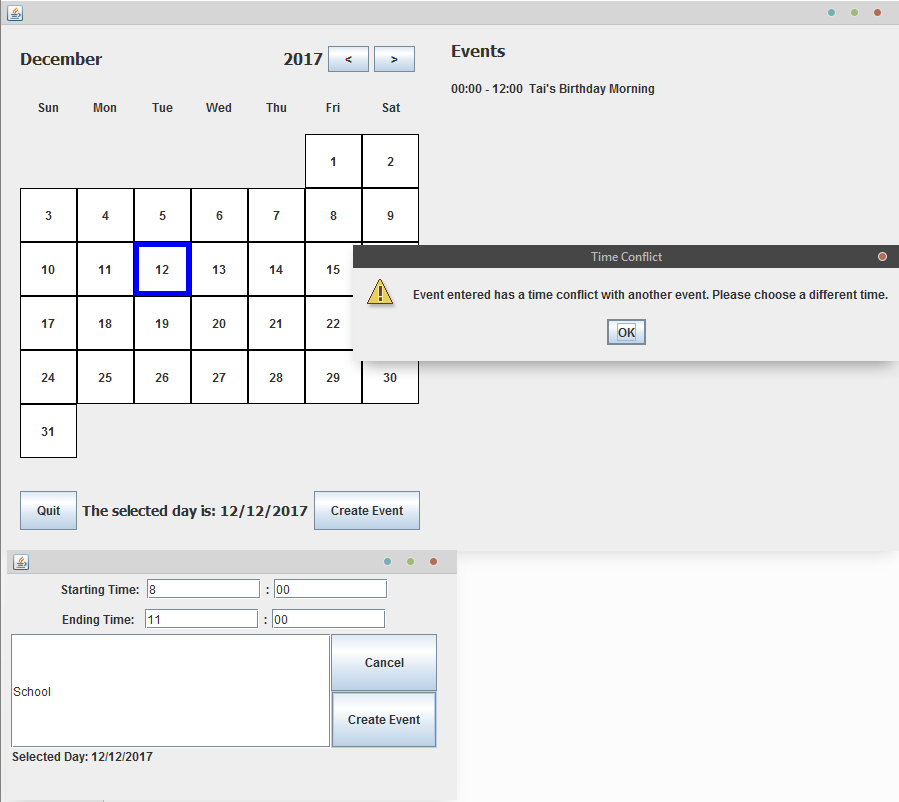 December 2017 < >
Sun Mon Tue Wed Thu Fri Sat
1 2
3 4 5 6 7 8 9
10 11 12 13 14 15
17 18 19 20 21 22
24 25 26 27 28 29 30
31
Quit The selected day is: 12/12/2017 Create Event
Events
00:00 - 12:00 Tai's Birthday Morning
Time Conflict
Event entered has a time conflict with another event. Please choose a different time.
OK
Starting Time: 8 : 00
Ending Time: 11 : 00
School
Cancel
Create Event
Selected Day: 12/12/2017